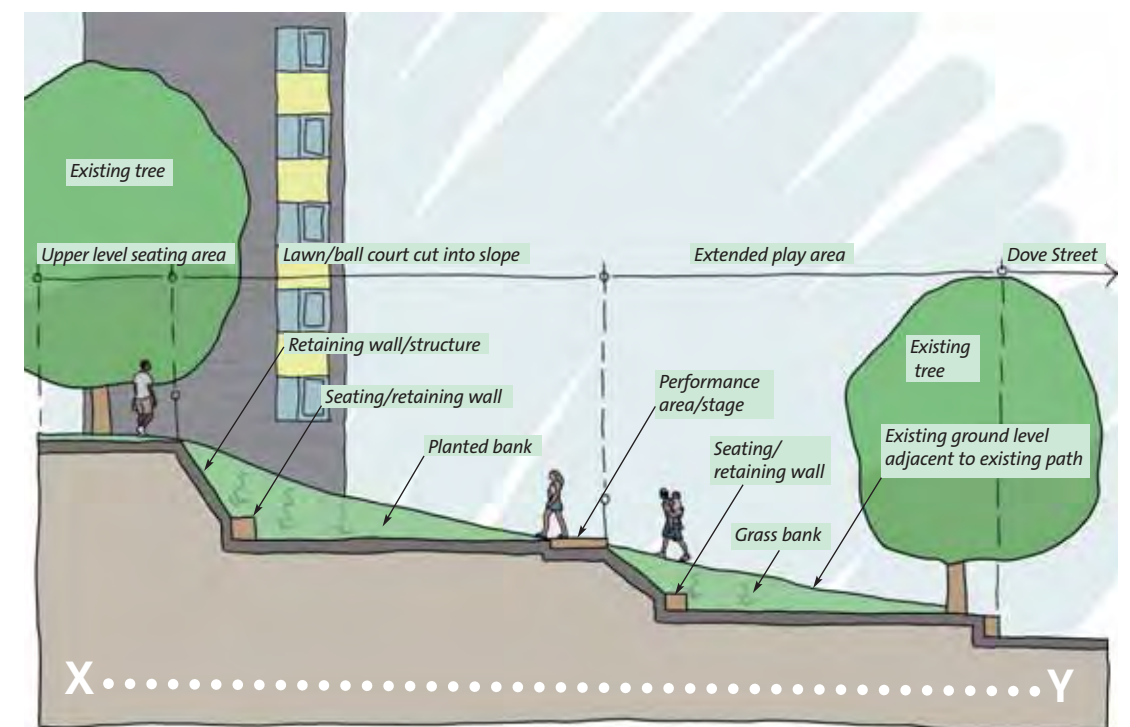 Existing tree
Upper level seating area
Lawn/ball court cut into slope
Extended play area
Dove Street
Retaining wall/structure
Existing
tree
Seating/retaining wall
Performance
area/stage
Planted bank
Seating/
retaining wall
Existing ground level
adjacent to existing path
Grass bank
X
Y